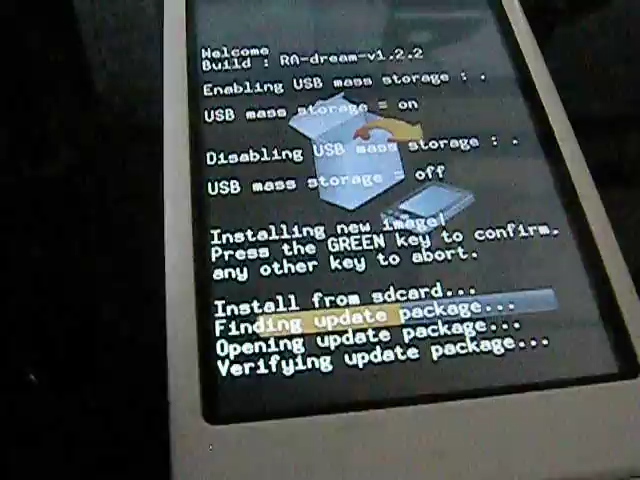 Welcome
Build : RA-dream-v1.2.2
Enabling USB mass storage : .
USB mass storage = on
Disabling USB mass storage : .
USB mass storage = off
Installing new image!
Press the GREEN key to confirm.
any other key to abort.
Install from sdcard...
Finding update package...
Opening update package...
Verifying update package...